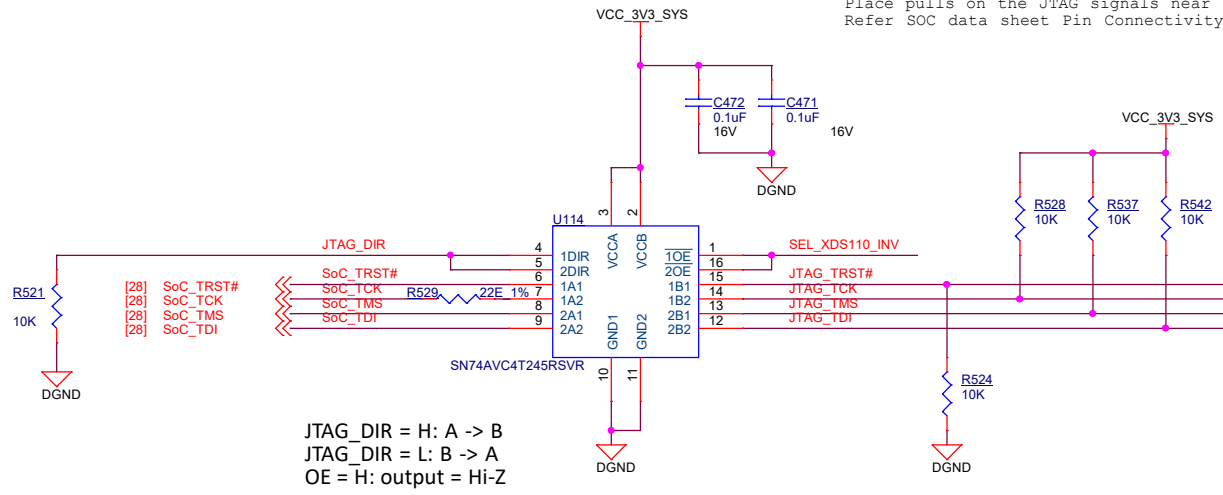 Place pulls on the JTAG signals near
Refer SOC data sheet Pin Connectivity
VCC_3V3_SYS
C472
0.1uF
16V
C471
0.1uF
16V
VCC_3V3_SYS
DGND
R528
10K
R537
10K
R542
10K
U114
3
2
VCCA
VCCB
JTAG_DIR
4
1DIR
5
2DIR
1
1OE
16
2OE
SEL_XDS110_INV
R521
10K
DGND
[28] SoC_TRST#
SoC_TRST#
6
1A1
15
1B1
JTAG_TRST#
[28] SoC_TCK
SoC_TCK
R529
22E_1%
7
1A2
14
1B2
JTAG_TCK
[28] SoC_TMS
SoC_TMS
8
2A1
13
2B1
JTAG_TMS
[28] SoC_TDI
SoC_TDI
9
2A2
12
2B2
JTAG_TDI
GND1
GND2
10
11
SN74AVC4T245RSVR
R524
10K
DGND
DGND
JTAG_DIR = H: A -> B
JTAG_DIR = L: B -> A
OE = H: output = Hi-Z